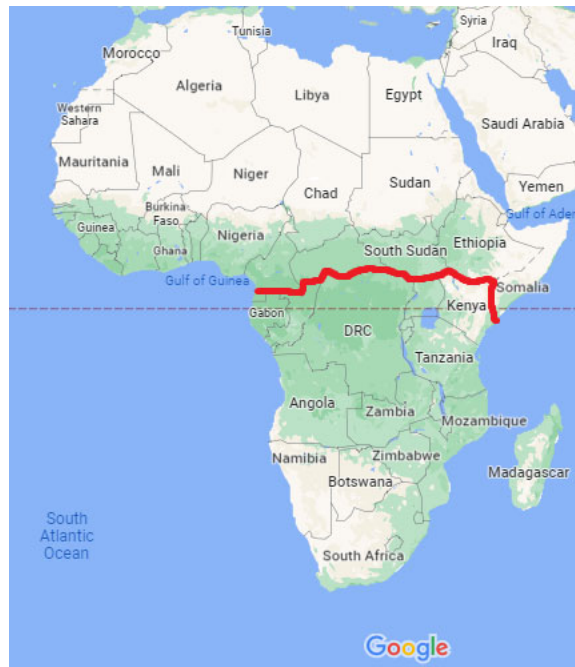 Syria
Tunisia
Morocco
Iraq
Algeria
Libya
Egypt
Western
Sahara
Saudi Arabia
Mauritania
Mali
Niger
Chad
Sudan
Yemen
Burkina
Faso
Gulf of Aden
Guinea
Nigeria
Ghana
South Sudan
Ethiopia
Gulf of Guinea
Somalia
Kenya
Gabon
DRC
Tanzania
Angola
Zambia
Mozambique
Namibia
Zimbabwe
Botswana
Madagascar
South
Atlantic
Ocean
South Africa
Google